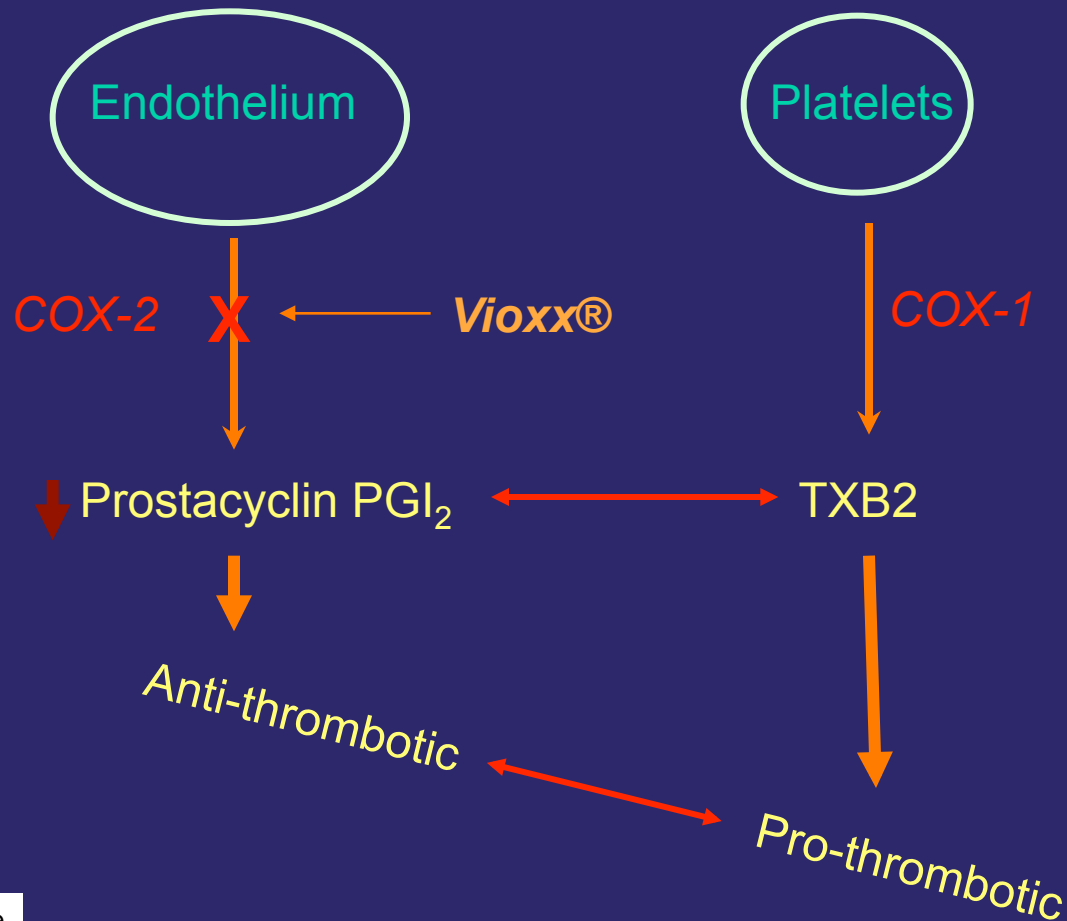 Endothelium
Platelets
COX-2
X
Vioxx®
COX-1
Prostacyclin PGI₂
TXB2
Anti-thrombotic
Pro-thrombotic